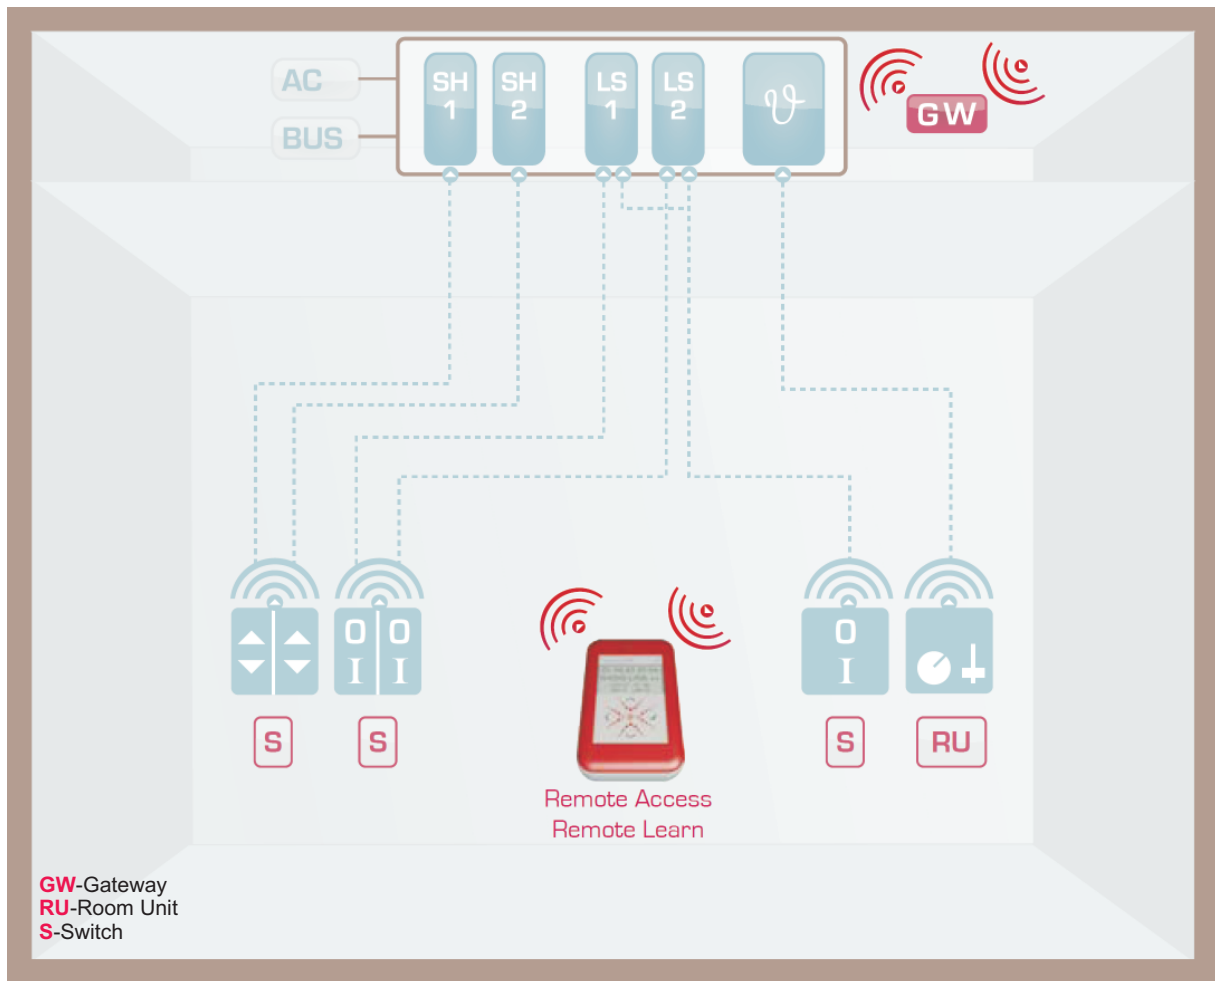 AC
BUS
SH
1
SH
2
LS
1
LS
2
ϑ
GW
O O
I I
O
I
S
S
S
RU
Remote Access
Remote Learn
GW-Gateway
RU-Room Unit
S-Switch